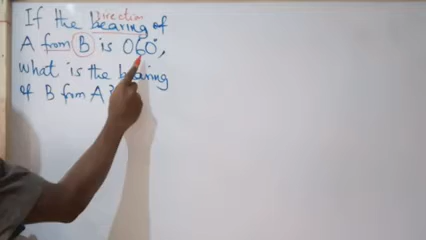 Direction
If the bearing of
A from B is 060°,
what is the bearing
of B from A?